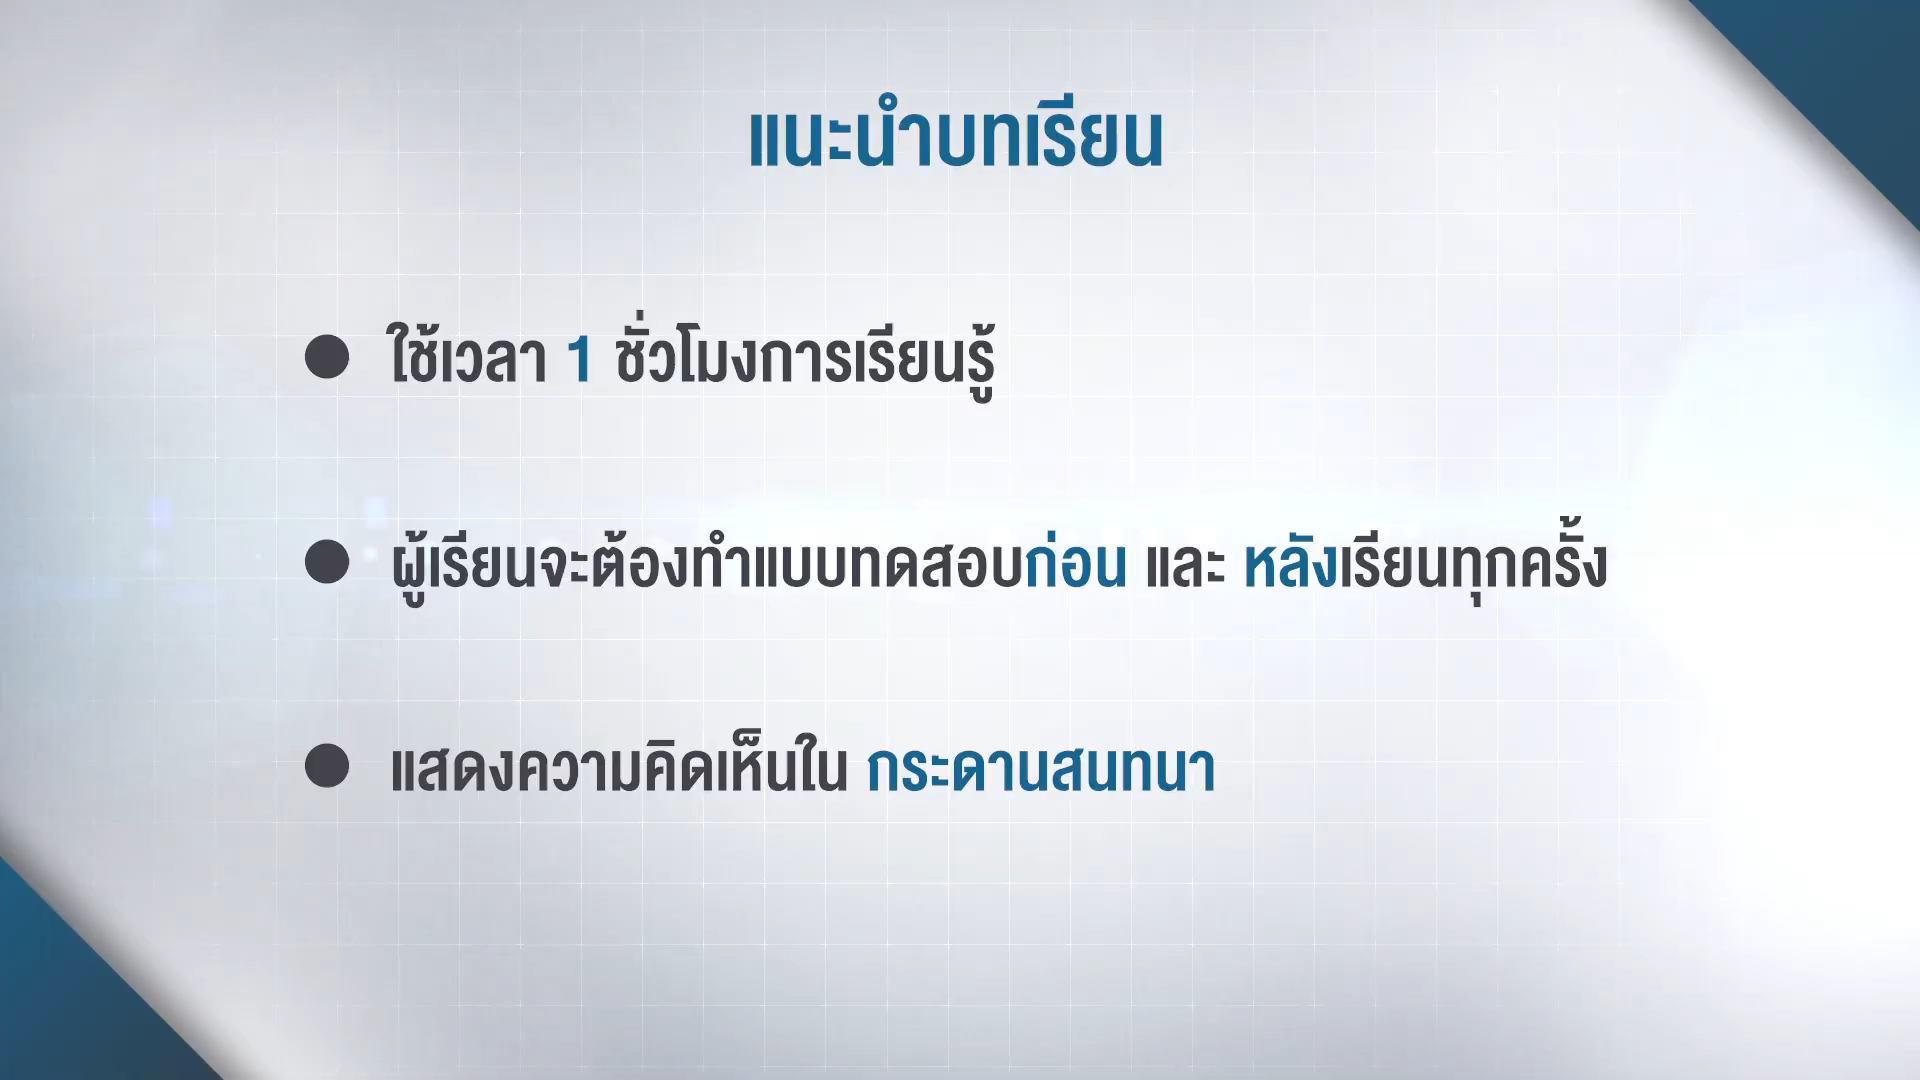 แนะนำบทเรียน
● ใช้เวลา 1 ชั่วโมงการเรียนรู้
● ผู้เรียนจะต้องทำแบบทดสอบก่อน และ หลังเรียนทุกครั้ง
● แสดงความคิดเห็นใน กระดานสนทนา